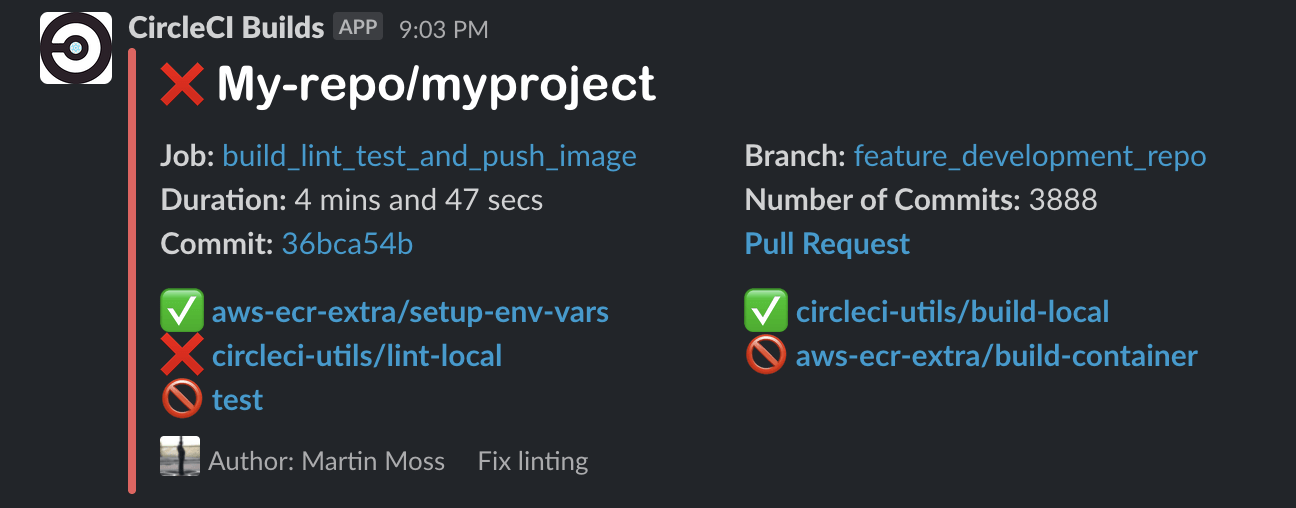 CircleCI Builds APP 9:03 PM
My-repo/myproject
Job: build_lint_test_and_push_image
Branch: feature_development_repo
Duration: 4 mins and 47 secs
Number of Commits: 3888
Commit: 36bca54b
Pull Request
aws-ecr-extra/setup-env-vars
circleci-utils/build-local
circleci-utils/lint-local
aws-ecr-extra/build-container
test
Author: Martin Moss Fix linting